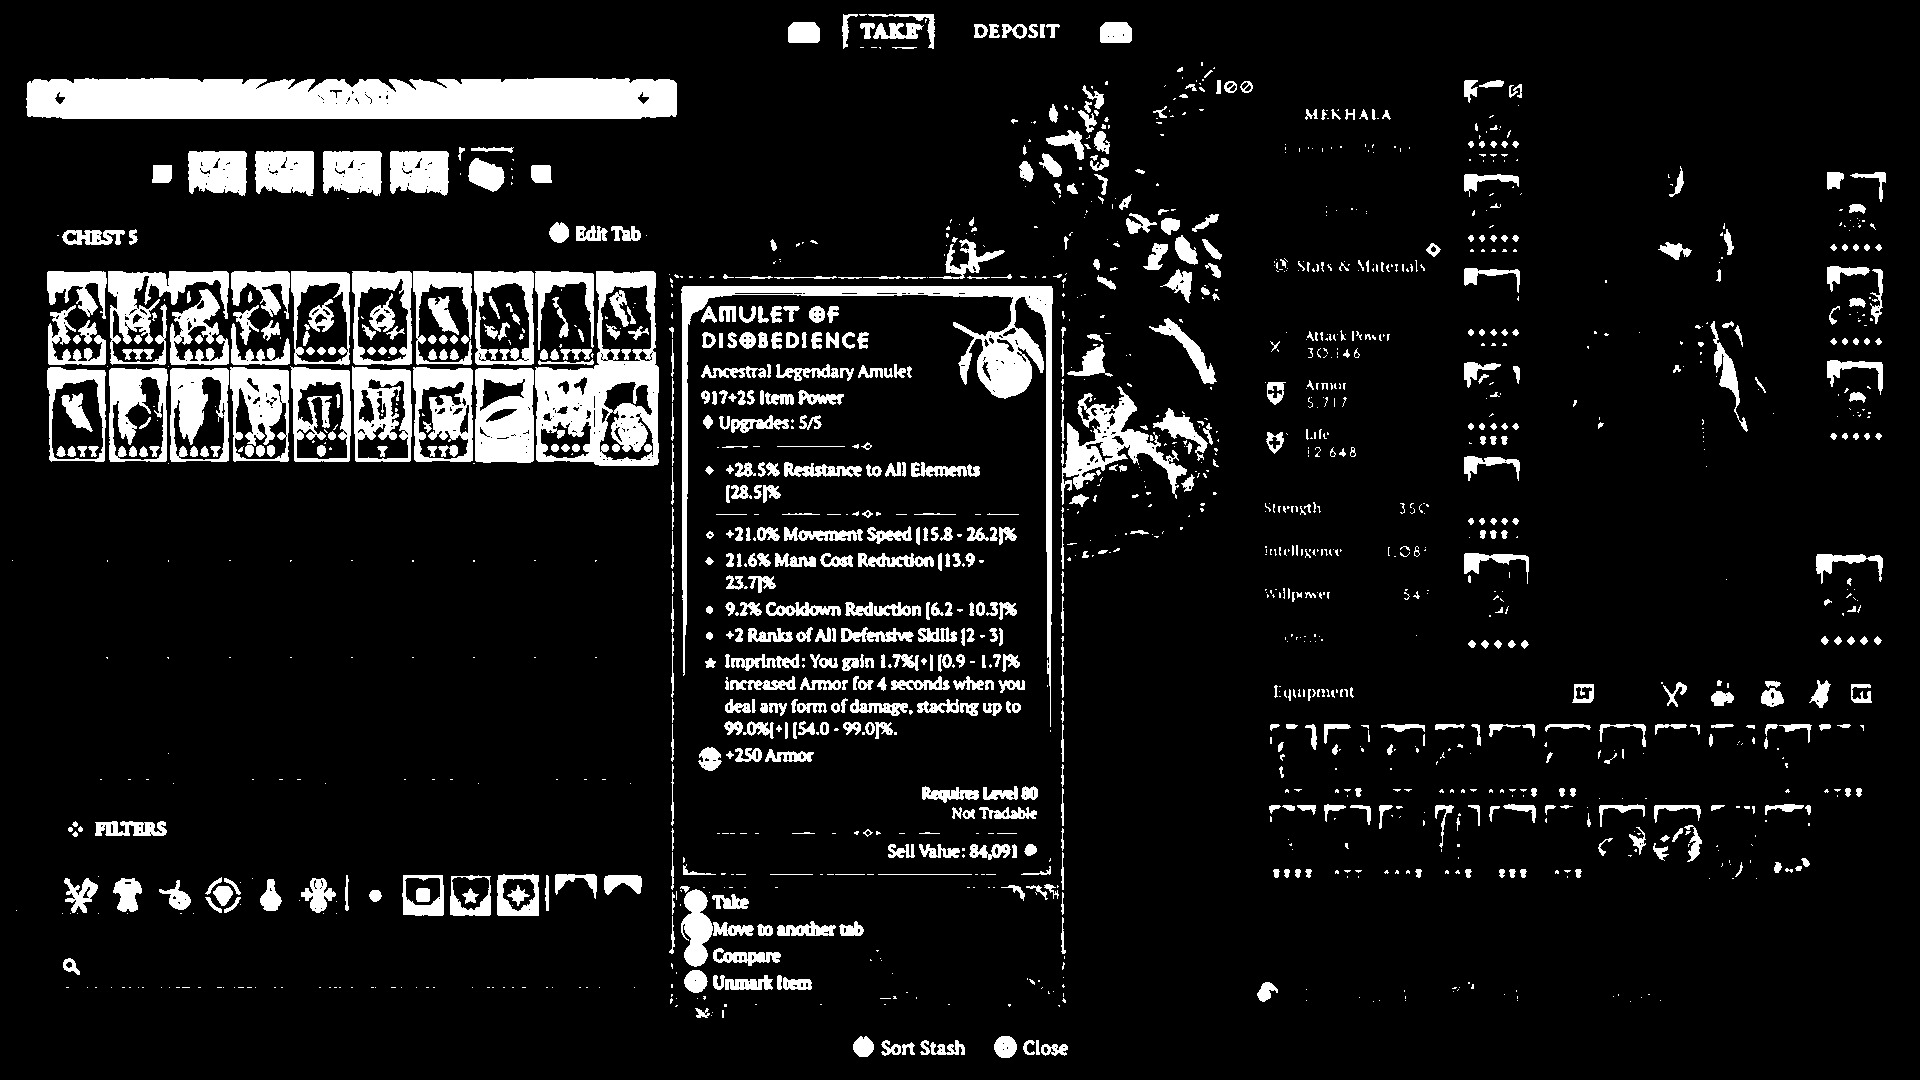 TAKE
DEPOSIT
STASH
CHEST 5
Edit Tab
AMULET OF
DISOBEDIENCE
Ancestral Legendary Amulet
917+25 Item Power
Upgrades: 5/5
+28.5% Resistance to All Elements
[28.5]%
+21.0% Movement Speed [15.8 - 26.2]%
21.6% Mana Cost Reduction [13.9 -
23.7]%
9.2% Cooldown Reduction [6.2 - 10.3]%
+2 Ranks of All Defensive Skills [2 - 3]
Imprinted: You gain 1.7%[+] [0.9 - 1.7]%
increased Armor for 4 seconds when you
deal any form of damage, stacking up to
99.0%[+] [54.0 - 99.0]%.
+250 Armor
Requires Level 80
Not Tradable
Sell Value: 84,091
Take
Move to another tab
Compare
Unmark Item
FILTERS
Sort Stash
Close
100
MEKHALA
Stats & Materials
Attack Power
30,146
Armor
5,717
Life
12,648
Strength
Intelligence
Willpower
Equipment
LT
RT